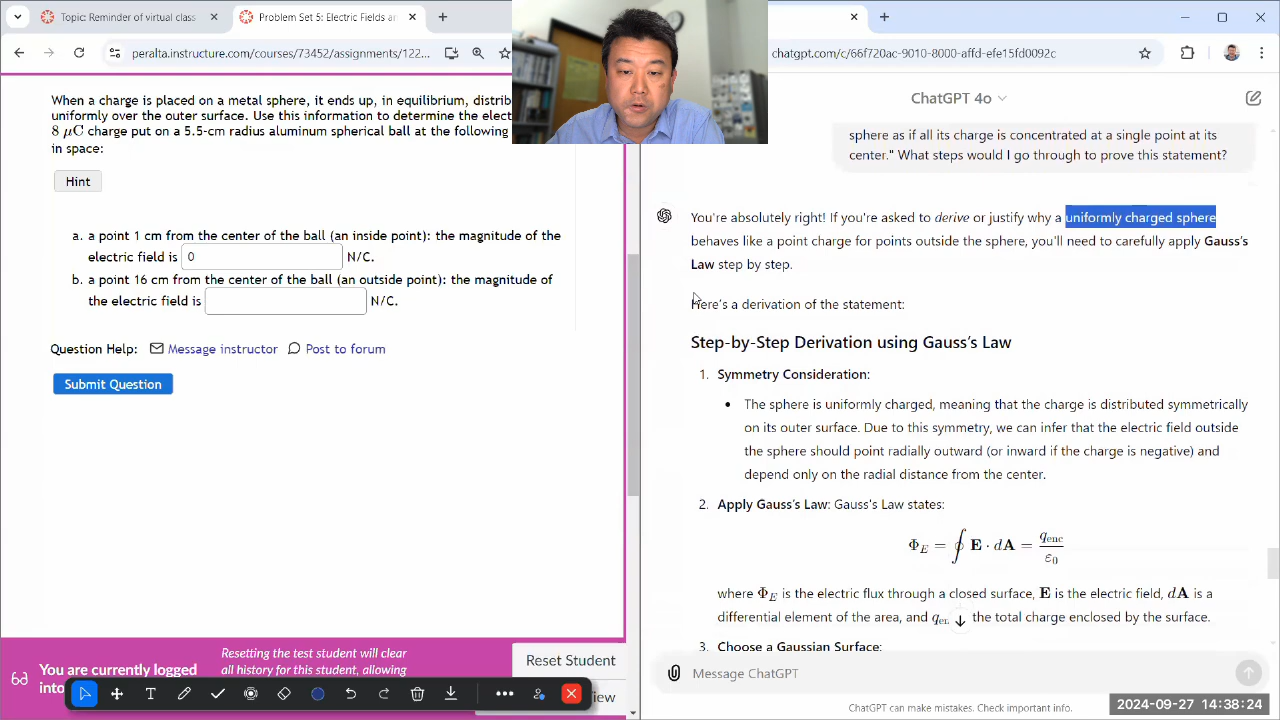 Topic: Reminder of virtual class
Problem Set 5: Electric Fields ar
peralta.instructure.com/courses/73452/assignments/122...
chatgpt.com/c/66f720ac-9010-8000-affd-efe15fd0092c
When a charge is placed on a metal sphere, it ends up, in equilibrium, distrib
uniformly over the outer surface. Use this information to determine the elect
8 μC charge put on a 5.5-cm radius aluminum spherical ball at the following
in space:
Hint
a. a point 1 cm from the center of the ball (an inside point): the magnitude of the
electric field is 0 N/C.
b. a point 16 cm from the center of the ball (an outside point): the magnitude of
the electric field is N/C.
Question Help: Message instructor Post to forum
Submit Question
You are currently logged
into
Resetting the test student will clear
all history for this student, allowing
Reset Student
iew
ChatGPT 4o
sphere as if all its charge is concentrated at a single point at its
center." What steps would I go through to prove this statement?
You're absolutely right! If you're asked to derive or justify why a uniformly charged sphere
behaves like a point charge for points outside the sphere, you'll need to carefully apply Gauss's
Law step by step.
Here's a derivation of the statement:
Step-by-Step Derivation using Gauss's Law
1. Symmetry Consideration:
• The sphere is uniformly charged, meaning that the charge is distributed symmetrically
on its outer surface. Due to this symmetry, we can infer that the electric field outside
the sphere should point radially outward (or inward if the charge is negative) and
depend only on the radial distance from the center.
2. Apply Gauss's Law: Gauss's Law states:
Φ_E = ∮ E · dA = q_enc / ε_0
where Φ_E is the electric flux through a closed surface, E is the electric field, dA is a
differential element of the area, and q_en the total charge enclosed by the surface.
3. Choose a Gaussian Surface:
Message ChatGPT
ChatGPT can make mistakes. Check important info.
2024-09-27 14:38:24